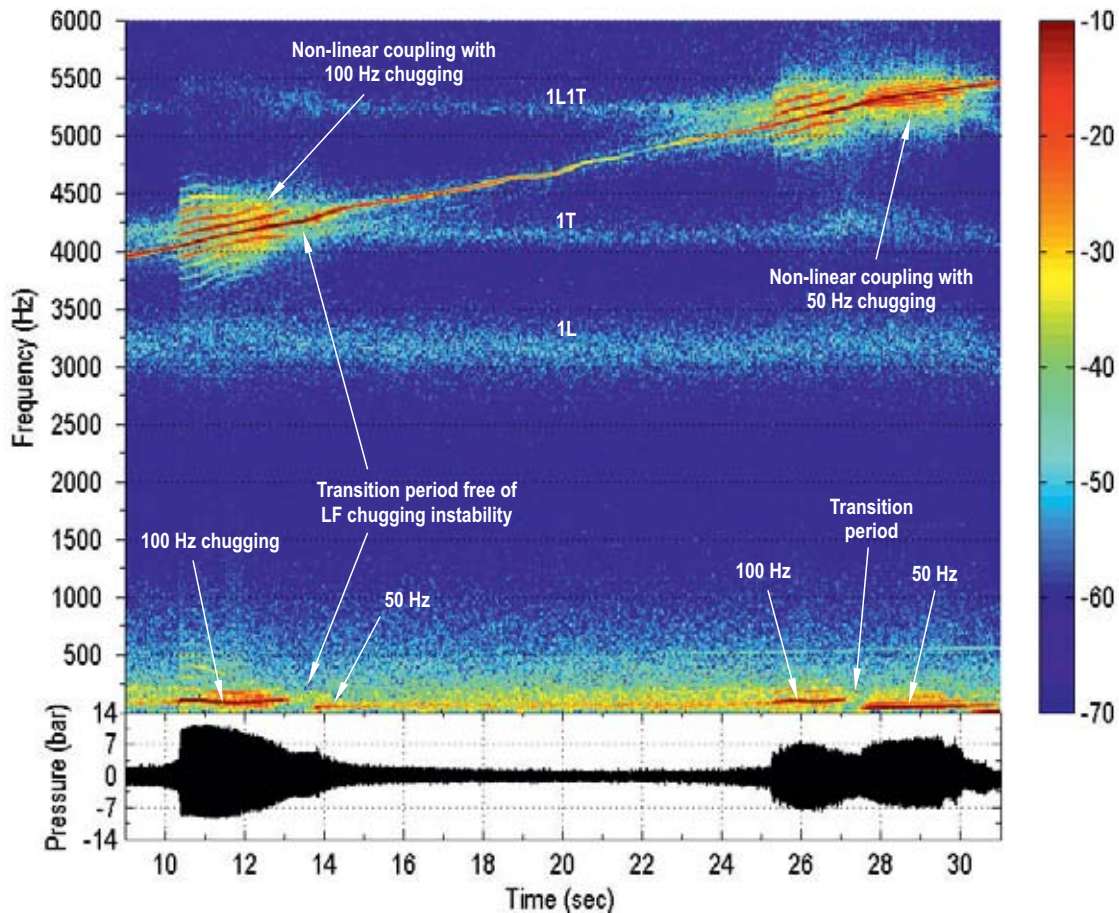 6000
5500
5000
4500
4000
3500
3000
2500
2000
1500
1000
500
Frequency (Hz)
Non-linear coupling with
100 Hz chugging
1L1T
1T
Non-linear coupling with
50 Hz chugging
1L
Transition period free of
LF chugging instability
Transition
period
100 Hz chugging
50 Hz
100 Hz
50 Hz
-10
-20
-30
-40
-50
-60
-70
14
7
0
-7
-14
Pressure (bar)
10 12 14 16 18 20 22 24 26 28 30
Time (sec)